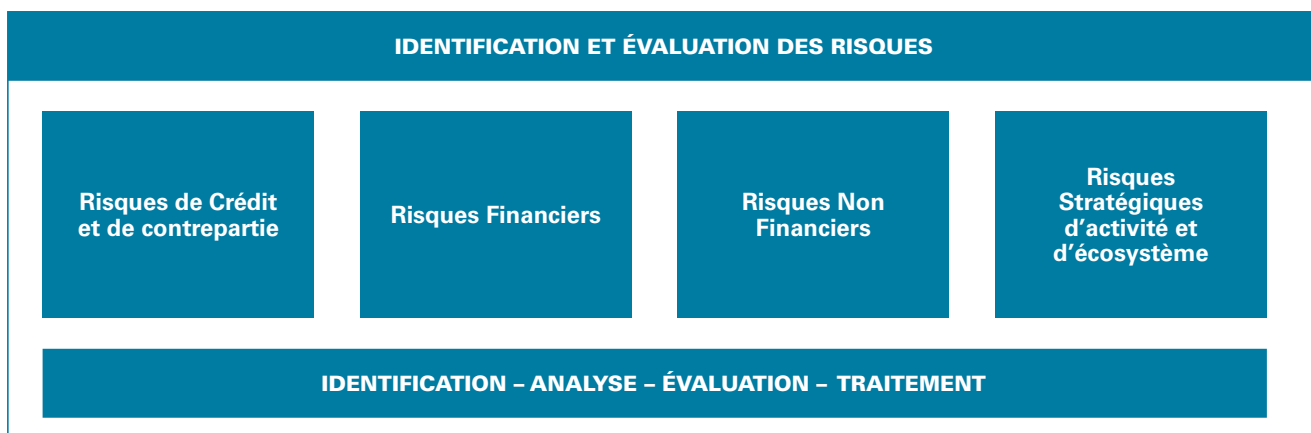 IDENTIFICATION ET ÉVALUATION DES RISQUES
Risques de Crédit
et de contrepartie
Risques Financiers
Risques Non
Financiers
Risques
Stratégiques
d’activité et
d’écosystème
IDENTIFICATION – ANALYSE – ÉVALUATION – TRAITEMENT